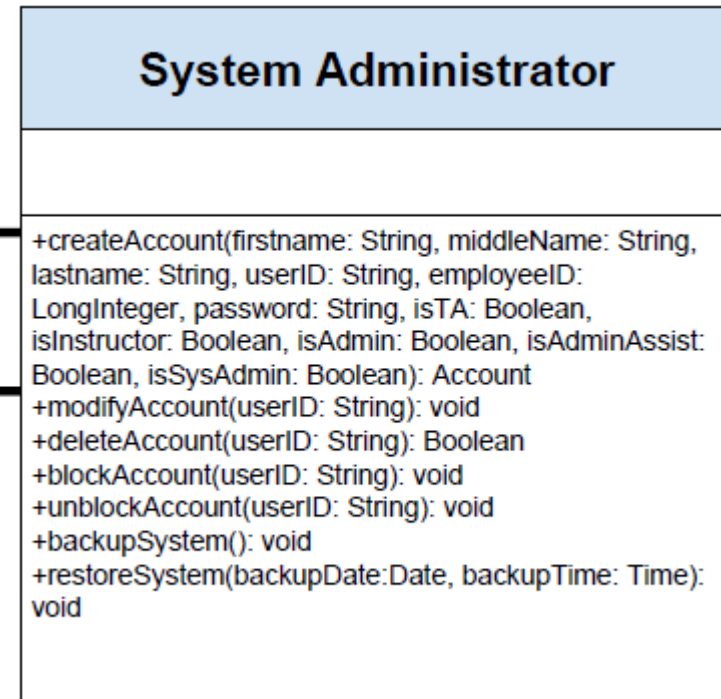 System Administrator
+createAccount(firstname: String, middleName: String,
lastname: String, userID: String, employeeID:
LongInteger, password: String, isTA: Boolean,
isInstructor: Boolean, isAdmin: Boolean, isAdminAssist:
Boolean, isSysAdmin: Boolean): Account
+modifyAccount(userID: String): void
+deleteAccount(userID: String): Boolean
+blockAccount(userID: String): void
+unblockAccount(userID: String): void
+backupSystem(): void
+restoreSystem(backupDate:Date, backupTime: Time):
void